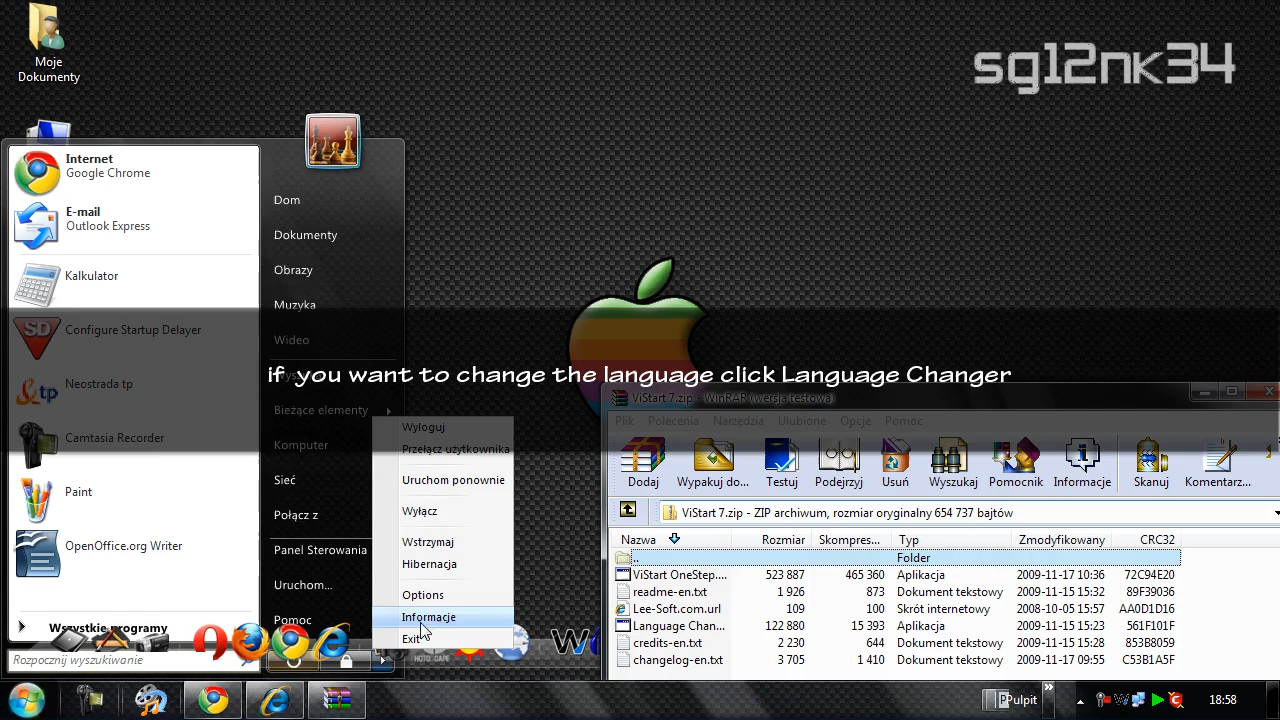 Moje
Dokumenty
sg12nk34
Internet
Google Chrome
E-mail
Outlook Express
Kalkulator
Configure Startup Delayer
Neostrada tp
Camtasia Recorder
Paint
OpenOffice.org Writer
Wszystkie programy
Rozpocznij wyszukiwanie
Dom
Dokumenty
Obrazy
Muzyka
Wideo
Bieżące elementy
Komputer
Sieć
Połącz z
Panel Sterowania
Uruchom...
Pomoc
if you want to change the language click Language Changer
Wyloguj
Przełącz użytkownika
Uruchom ponownie
Wyłącz
Wstrzymaj
Hibernacja
Options
Informacje
Exit
ViStart 7.zip - WinRAR (wersja testowa)
Plik Polecenia Narzędzia Ulubione Opcje Pomoc
Dodaj Wypakuj do... Testuj Podejrzyj Usuń Wyszukaj Pomocnik Informacje Skanuj Komentarz...
ViStart 7.zip - ZIP archiwum, rozmiar oryginalny 654 737 bajtów
Nazwa Rozmiar Skompres... Typ Zmodyfikowany CRC32
.. Folder
ViStart OneStep.... 523 887 465 360 Aplikacja 2009-11-17 10:36 72C94E20
readme-en.txt 1 926 873 Dokument tekstowy 2009-11-15 15:32 89F39036
Lee-Soft.com.url 109 100 Skrót internetowy 2008-10-05 15:57 AA0D1D16
Language Chan... 122 880 15 393 Aplikacja 2009-11-15 15:23 561F101F
credits-en.txt 2 230 644 Dokument tekstowy 2009-11-15 15:32 853B8059
changelog-en.txt 3 705 1 410 Dokument tekstowy 2009-11-15 15:32 C53B1A5F
Pulpit
18:58